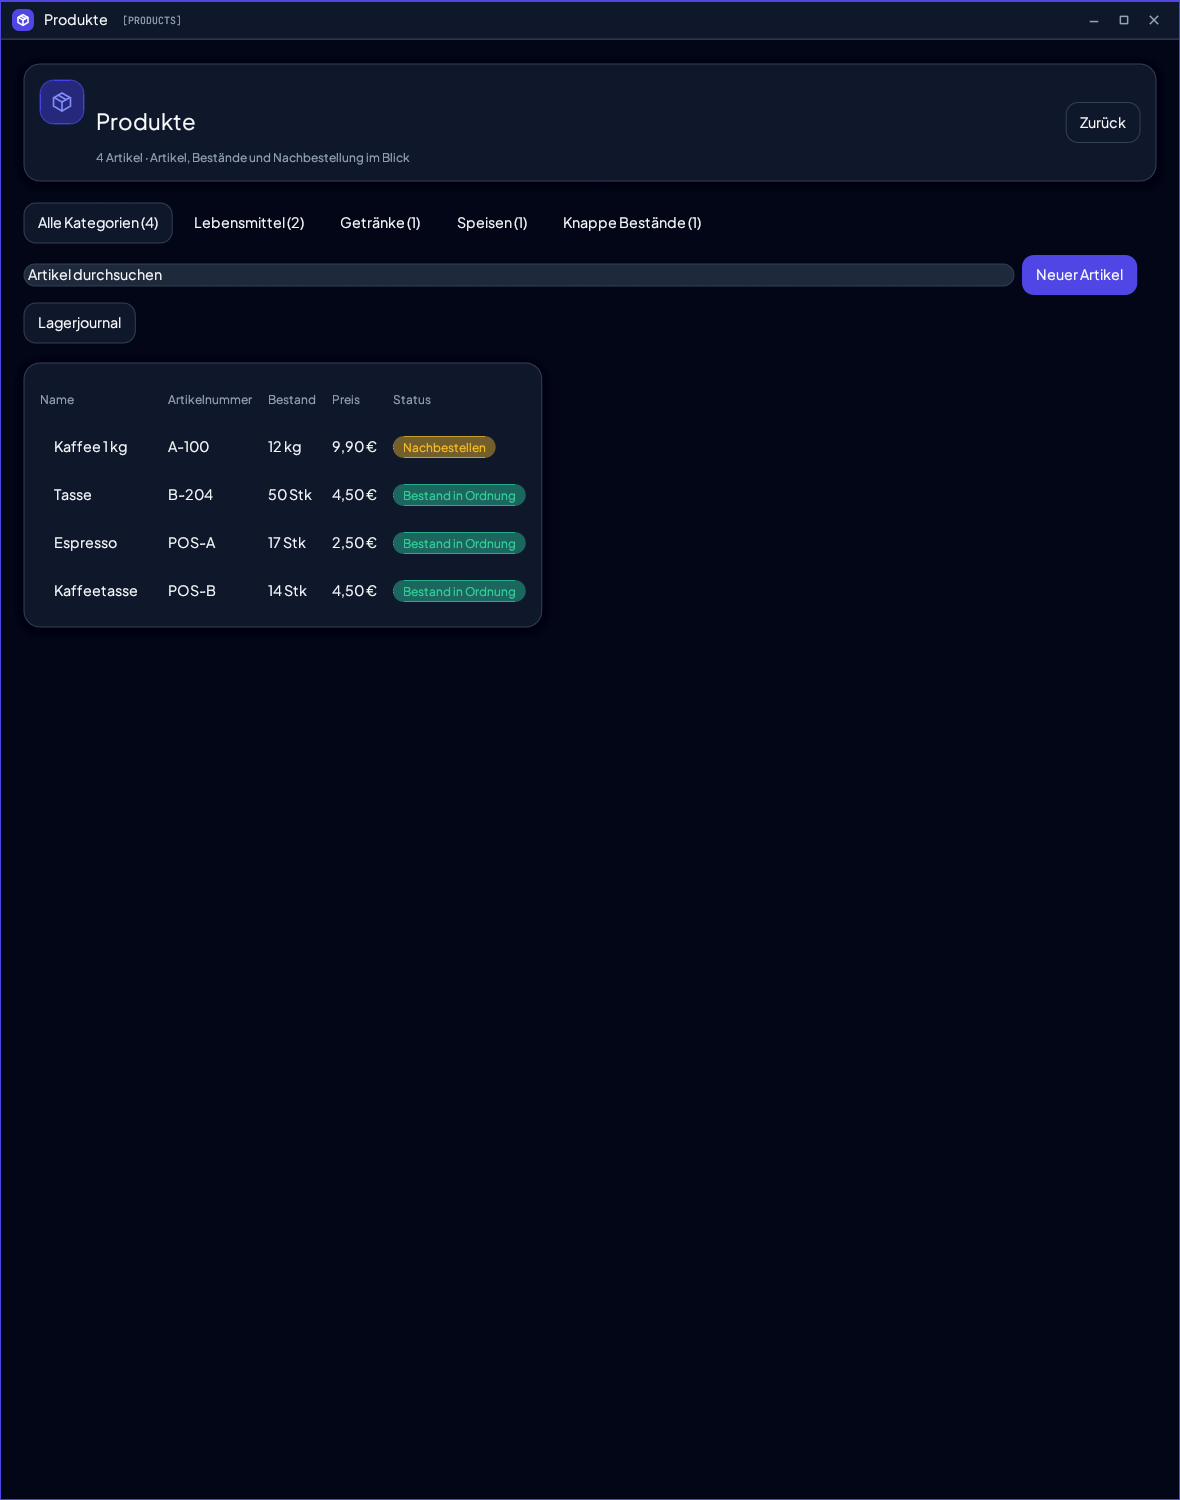 Produkte [PRODUCTS]
Produkte
Zurück
4 Artikel · Artikel, Bestände und Nachbestellung im Blick
Alle Kategorien (4) Lebensmittel (2) Getränke (1) Speisen (1) Knappe Bestände (1)
Artikel durchsuchen Neuer Artikel
Lagerjournal
Name Artikelnummer Bestand Preis Status
Kaffee 1 kg A-100 12 kg 9,90 € Nachbestellen
Tasse B-204 50 Stk 4,50 € Bestand in Ordnung
Espresso POS-A 17 Stk 2,50 € Bestand in Ordnung
Kaffeetasse POS-B 14 Stk 4,50 € Bestand in Ordnung